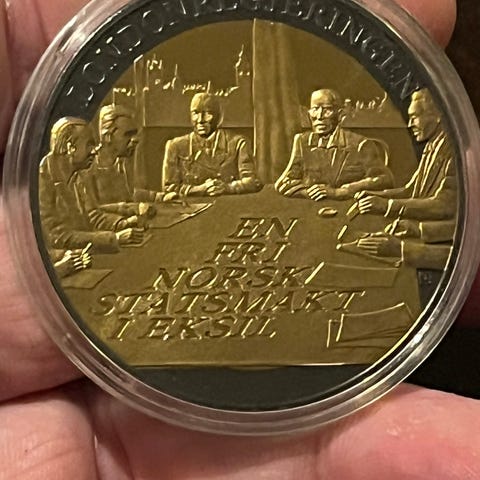 LONDONREGJERINGEN
EN
FRI
NORSK
STATSMAKT
I EKSIL